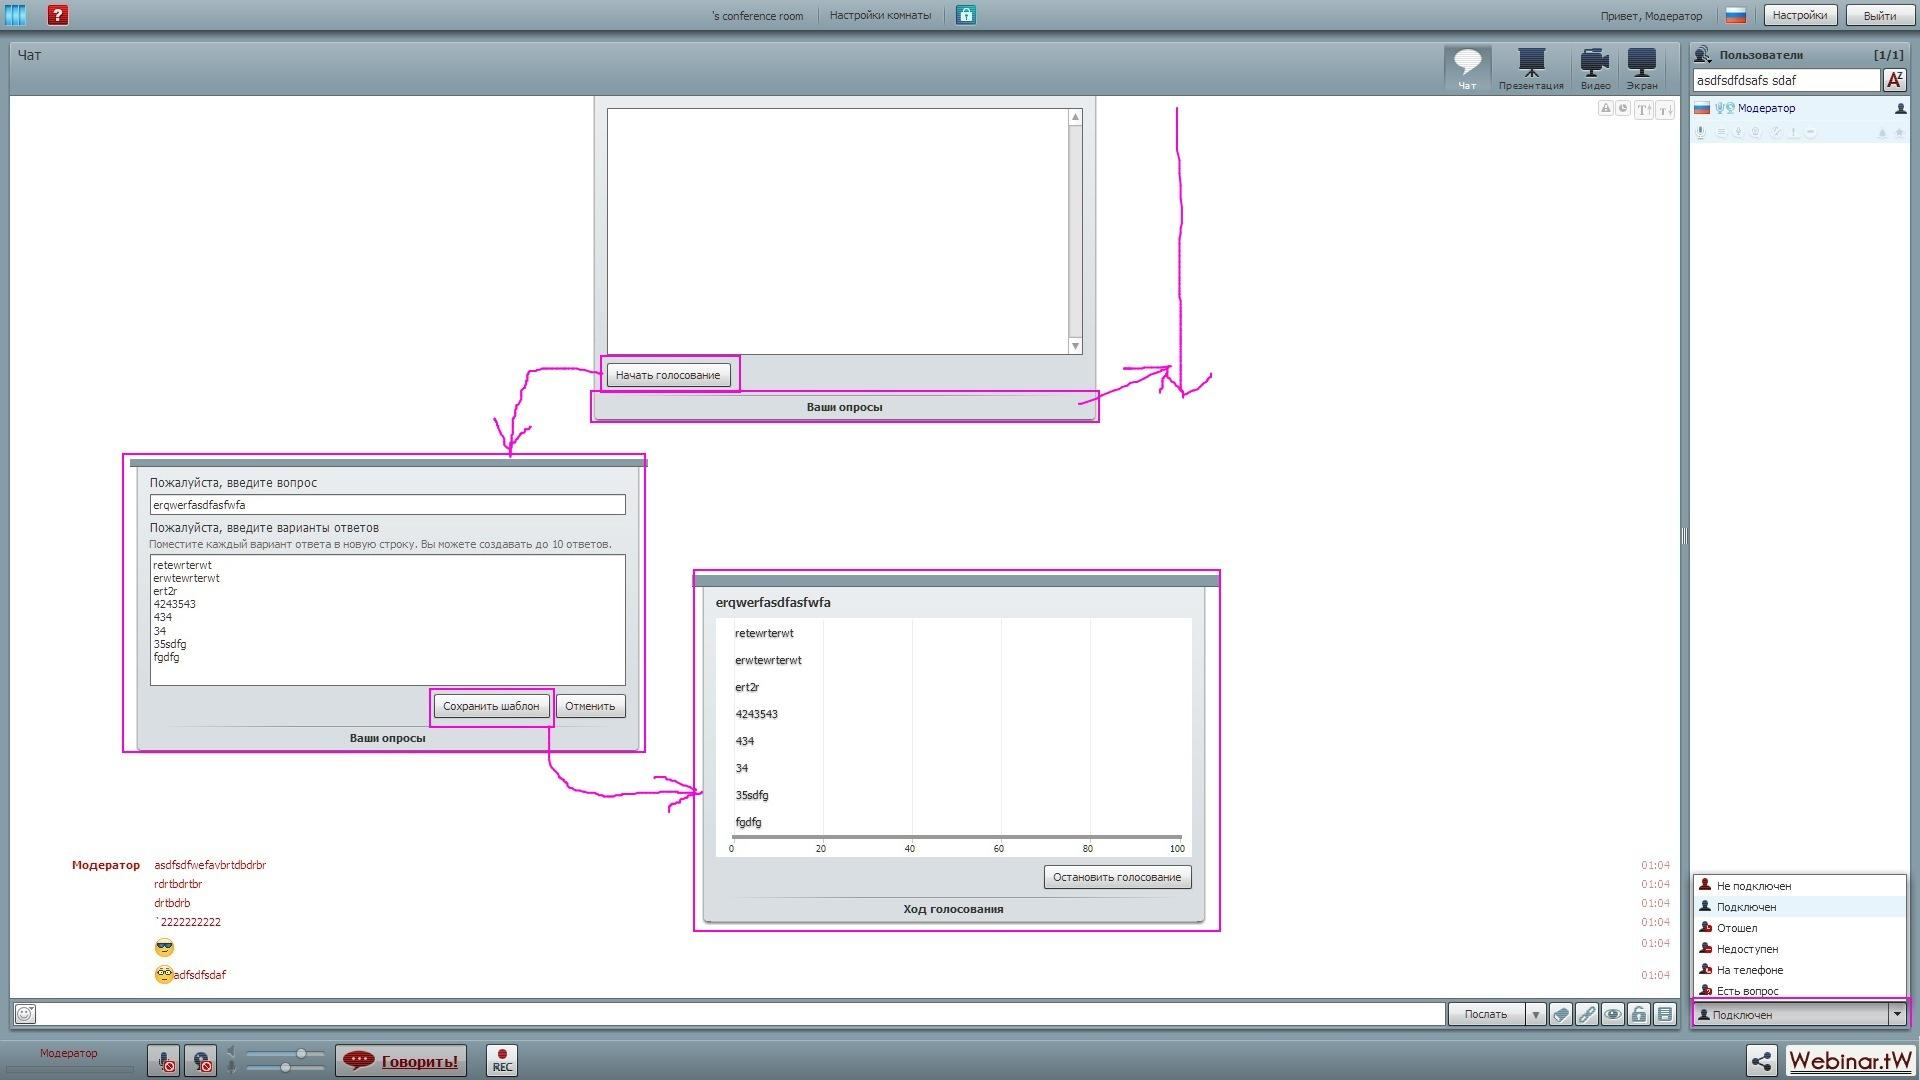 ?
's conference room
Настройки комнаты
Привет, Модератор
Настройки
Выйти
Чат
Чат
Презентация
Видео
Экран
Пользователи
[1/1]
asdfsdfdsafs sdaf
AZ
Модератор
T
T
Начать голосование
Ваши опросы
Пожалуйста, введите вопрос
erqwerfasdfasfwfa
Пожалуйста, введите варианты ответов
Поместите каждый вариант ответа в новую строку. Вы можете создавать до 10 ответов.
retewrterwt
erwtewrterwt
ert2r
4243543
434
34
35sdfg
fgdfg
Сохранить шаблон
Отменить
Ваши опросы
erqwerfasdfasfwfa
retewrterwt
erwtewrterwt
ert2r
4243543
434
34
35sdfg
fgdfg
0 20 40 60 80 100
Остановить голосование
Ход голосования
Модератор asdfsdfwefavbrtdbdrbr 01:04
rdrtbdrtbr 01:04
drtbdrb 01:04
`2222222222 01:04
01:04
adfsdfsdaf 01:04
Не подключен
Подключен
Отошел
Недоступен
На телефоне
Есть вопрос
Подключен
Послать
Модератор
Говорить!
REC
Webinar.tW